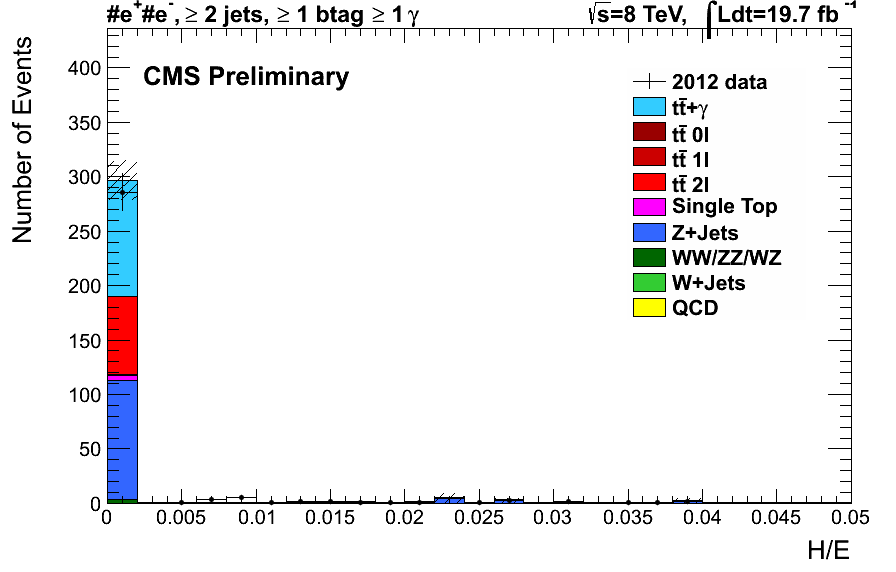 #e⁺#e⁻, ≥ 2 jets, ≥ 1 btag ≥ 1 γ
√s=8 TeV, ∫Ldt=19.7 fb⁻¹
CMS Preliminary
2012 data
tt̄+γ
tt̄ 0l
tt̄ 1l
tt̄ 2l
Single Top
Z+Jets
WW/ZZ/WZ
W+Jets
QCD
Number of Events
400
350
300
250
200
150
100
50
0
0 0.005 0.01 0.015 0.02 0.025 0.03 0.035 0.04 0.045 0.05
H/E